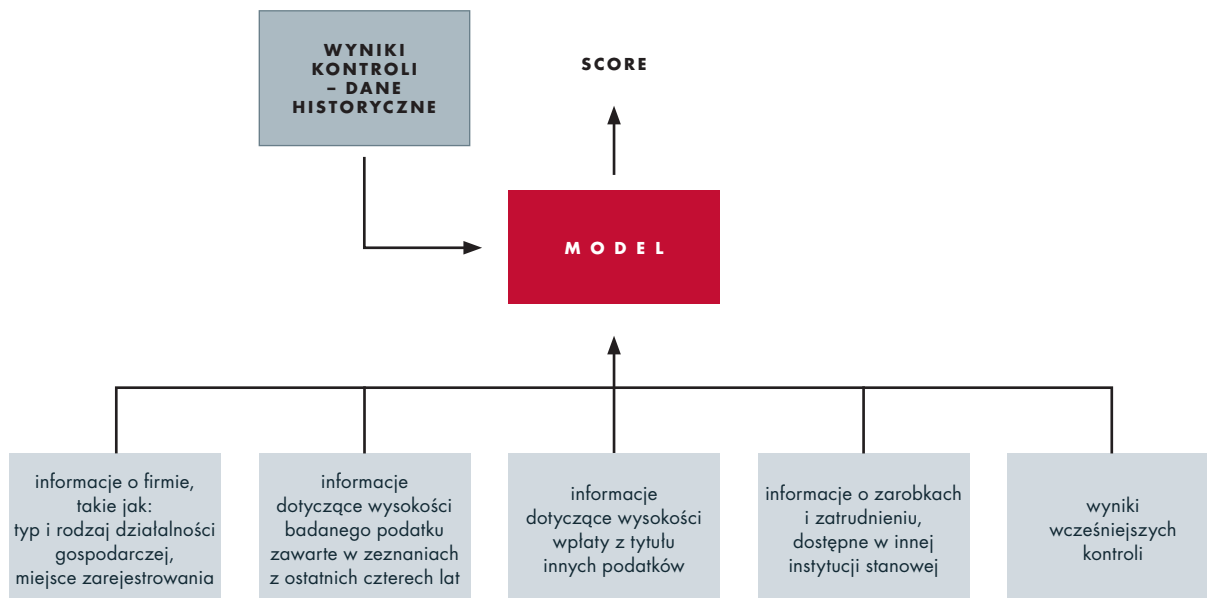 WYNIKI
KONTROLI
– DANE
HISTORYCZNE
SCORE
MODEL
informacje o firmie,
takie jak:
typ i rodzaj działalności
gospodarczej,
miejsce zarejestrowania
informacje
dotyczące wysokości
badanego podatku
zawarte w zeznaniach
z ostatnich czterech lat
informacje
dotyczące wysokości
wpłaty z tytułu
innych podatków
informacje o zarobkach
i zatrudnieniu,
dostępne w innej
instytucji stanowej
wyniki
wcześniejszych
kontroli